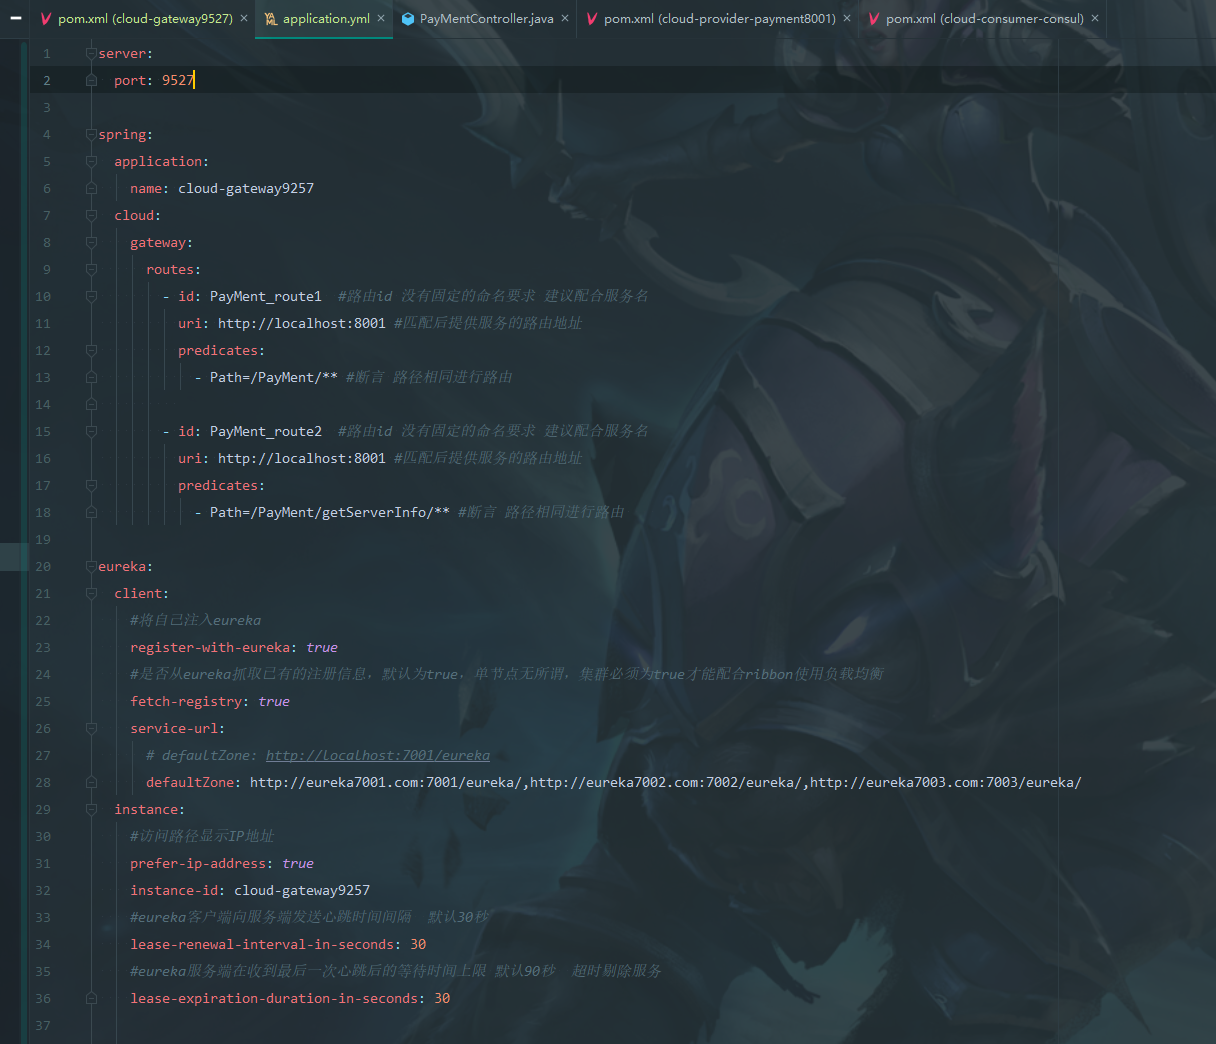 pom.xml (cloud-gateway9527) × application.yml × PayMentController.java × pom.xml (cloud-provider-payment8001) × pom.xml (cloud-consumer-consul) ×
1 server:
2 port: 9527
3
4 spring:
5 application:
6 name: cloud-gateway9257
7 cloud:
8 gateway:
9 routes:
10 - id: PayMent_route1 #路由id 没有固定的命名要求 建议配合服务名
11 uri: http://localhost:8001 #匹配后提供服务的路由地址
12 predicates:
13 - Path=/PayMent/** #断言 路径相同进行路由
14
15 - id: PayMent_route2 #路由id 没有固定的命名要求 建议配合服务名
16 uri: http://localhost:8001 #匹配后提供服务的路由地址
17 predicates:
18 - Path=/PayMent/getServerInfo/** #断言 路径相同进行路由
19
20 eureka:
21 client:
22 #将自己注入eureka
23 register-with-eureka: true
24 #是否从eureka抓取已有的注册信息，默认为true，单节点无所谓，集群必须为true才能配合ribbon使用负载均衡
25 fetch-registry: true
26 service-url:
27 # defaultZone: http://localhost:7001/eureka
28 defaultZone: http://eureka7001.com:7001/eureka/,http://eureka7002.com:7002/eureka/,http://eureka7003.com:7003/eureka/
29 instance:
30 #访问路径显示IP地址
31 prefer-ip-address: true
32 instance-id: cloud-gateway9257
33 #eureka客户端向服务端发送心跳时间间隔 默认30秒
34 lease-renewal-interval-in-seconds: 30
35 #eureka服务端在收到最后一次心跳后的等待时间上限 默认90秒 超时剔除服务
36 lease-expiration-duration-in-seconds: 30
37